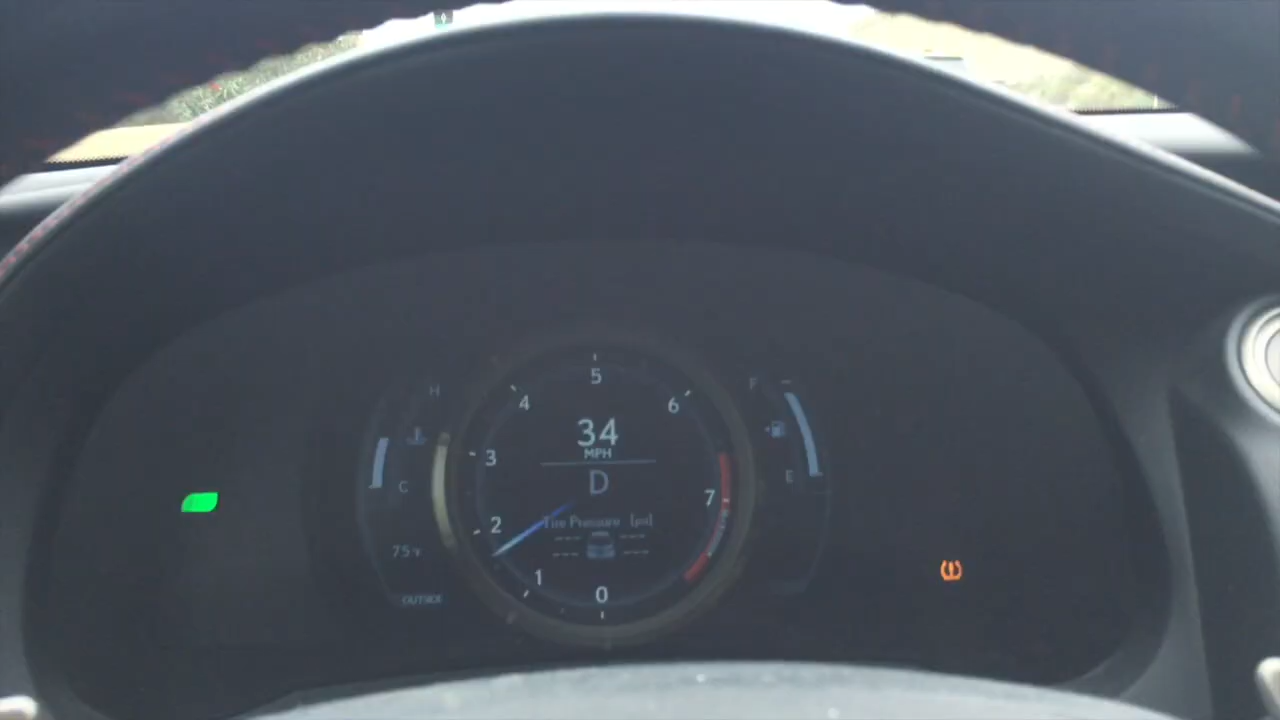 5
4
6
3
2
1
0
7
34
MPH
D
Tire Pressure [psi]
--- ---
--- ---
H
C
75°F
OUTSIDE
F
E